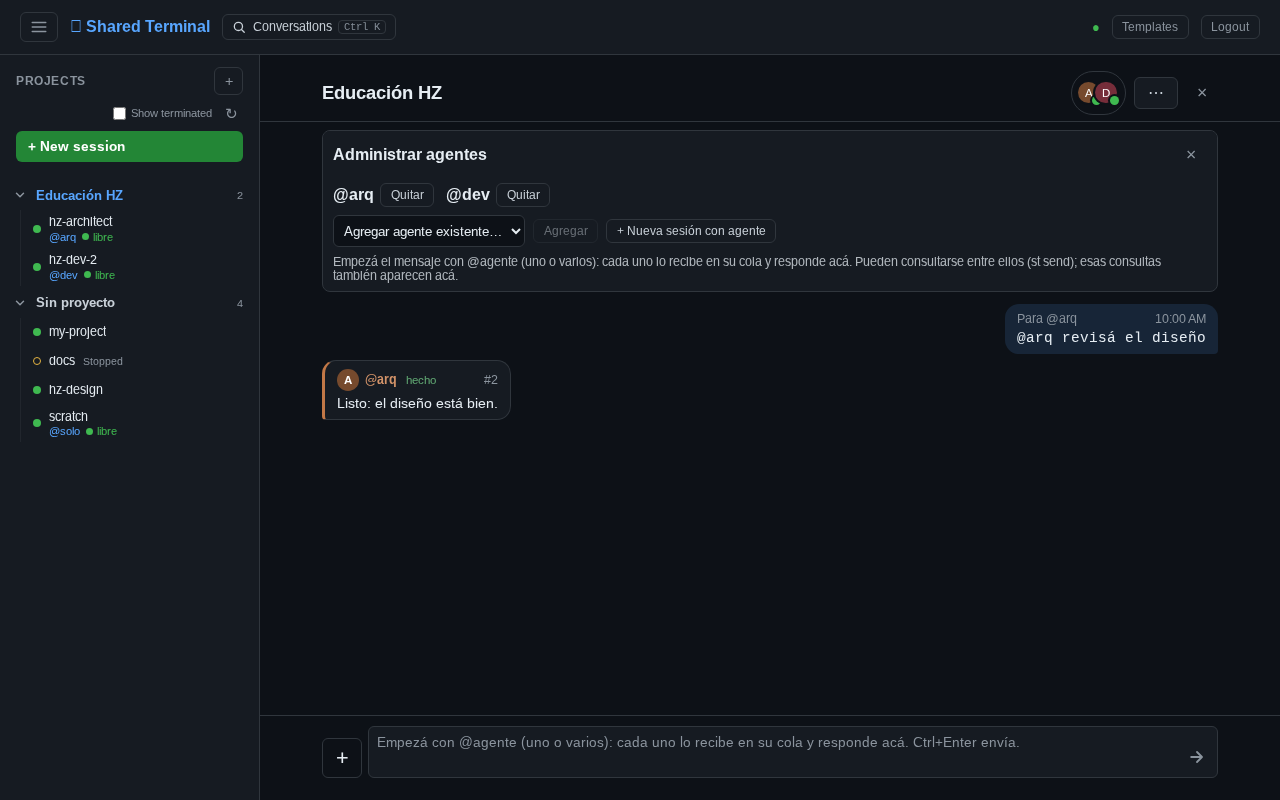 Shared Terminal
Conversations Ctrl K
Templates
Logout
PROJECTS
+
Show terminated ↻
+ New session
Educación HZ 2
hz-architect
@arq libre
hz-dev-2
@dev libre
Sin proyecto 4
my-project
docs Stopped
hz-design
scratch
@solo libre
Educación HZ
A D
⋯ ×
Administrar agentes ×
@arq Quitar @dev Quitar
Agregar agente existente… Agregar + Nueva sesión con agente
Empezá el mensaje con @agente (uno o varios): cada uno lo recibe en su cola y responde acá. Pueden consultarse entre ellos (st send); esas consultas
también aparecen acá.
Para @arq 10:00 AM
@arq revisá el diseño
A @arq hecho #2
Listo: el diseño está bien.
+
Empezá con @agente (uno o varios): cada uno lo recibe en su cola y responde acá. Ctrl+Enter envía.